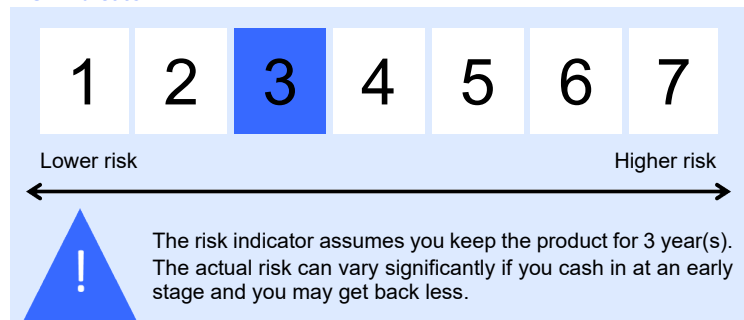 1 2 3 4 5 6 7
Lower risk Higher risk
!
The risk indicator assumes you keep the product for 3 year(s).
The actual risk can vary significantly if you cash in at an early
stage and you may get back less.